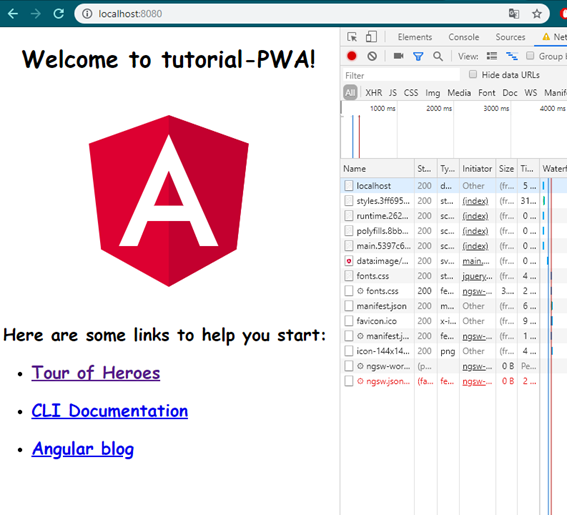 localhost:8080
Elements Console Sources Net
View: Group b
Filter Hide data URLs
All XHR JS CSS Img Media Font Doc WS Manife
1000 ms 2000 ms 3000 ms 4000 ms
Name St... Ty... Initiator Size Ti... Waterf
localhost 200 d... Other (fr... 5 ...
styles.3ff695... 200 st... (index) (fr... 31...
runtime.262... 200 sc... (index) (fr... 0 ...
polyfills.8bb... 200 sc... (index) (fr... 0 ...
main.5397c6... 200 sc... (index) (fr... 0 ...
data:image/... 200 sv... main... (fr... 0 ...
fonts.css 200 st... jquery... (fr... 4 ...
fonts.css 200 fe... ngsw-... 3... 2 ...
manifest.json 200 m... Other (fr... 6 ...
favicon.ico 200 x-i... Other (fr... 9 ...
manifest.j... 200 fe... ngsw-... (fr... 1 ...
icon-144x14... 200 png Other (fr... 4 ...
ngsw-wor... (p... ngsw-... 0 B Pe...
ngsw.json... (fa... fe... ngsw-... 0 B 2 ...
Welcome to tutorial-PWA!
A
Here are some links to help you start:
Tour of Heroes
CLI Documentation
Angular blog